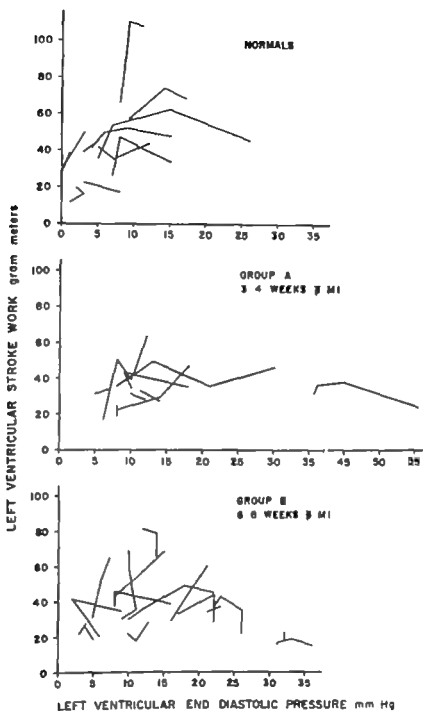 LEFT VENTRICULAR STROKE WORK gram meters
NORMALS
100
80
60
40
20
0
0 5 10 15 20 25 30 35
GROUP A
3 4 WEEKS p MI
100
80
60
40
20
0
0 5 10 15 20 25 30 35 45 50 55
GROUP B
6 8 WEEKS p MI
100
80
60
40
20
0
0 5 10 15 20 25 30 35
LEFT VENTRICULAR END DIASTOLIC PRESSURE mm Hg